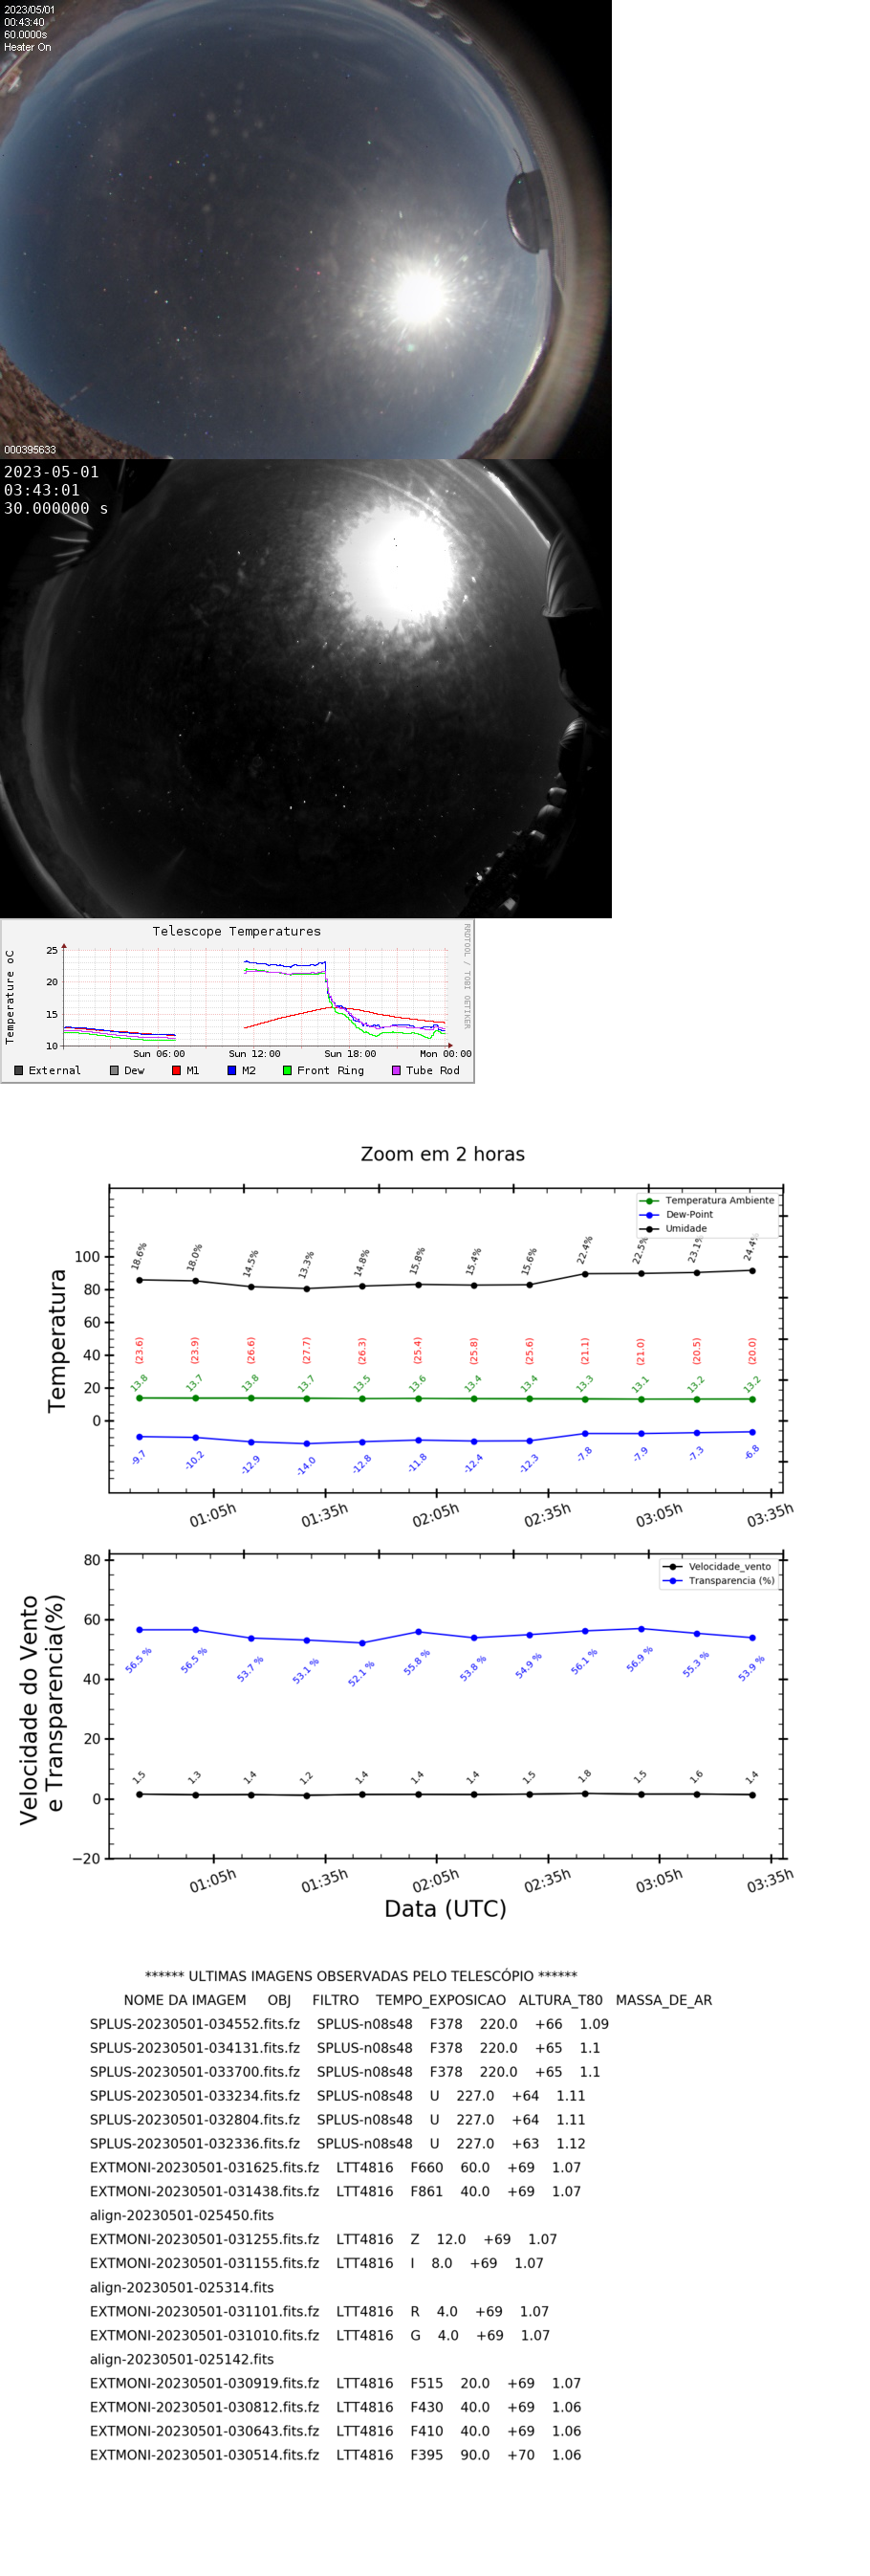 2023/05/01
00:43:40
60.0000s
Heater On
000395633
2023-05-01
03:43:01
30.000000 s
Telescope Temperatures
RRDTOOL / TOBI OETIKER
Temperature oC
25
20
15
10
Sun 06:00 Sun 12:00 Sun 18:00 Mon 00:00
External Dew M1 M2 Front Ring Tube Rod
Zoom em 2 horas
Temperatura Ambiente
Dew-Point
Umidade
Temperatura
100
80
60
40
20
0
18.6% 18.0% 14.5% 13.3% 14.8% 15.8% 15.4% 15.6% 22.4% 22.5% 23.1% 24.4%
(23.6) (23.9) (26.6) (27.7) (26.3) (25.4) (25.8) (25.6) (21.1) (21.0) (20.5) (20.0)
13.8 13.7 13.8 13.7 13.5 13.6 13.4 13.4 13.3 13.1 13.2 13.2
-9.7 -10.2 -12.9 -14.0 -12.8 -11.8 -12.4 -12.3 -7.8 -7.9 -7.3 -6.8
01:05h 01:35h 02:05h 02:35h 03:05h 03:35h
Velocidade_vento
Transparencia (%)
Velocidade do Vento
e Transparencia(%)
80
60
40
20
0
−20
56.5 % 56.5 % 53.7 % 53.1 % 52.1 % 55.8 % 53.8 % 54.9 % 56.1 % 56.9 % 55.3 % 53.9 %
1.5 1.3 1.4 1.2 1.4 1.4 1.4 1.5 1.8 1.5 1.6 1.4
01:05h 01:35h 02:05h 02:35h 03:05h 03:35h
Data (UTC)
****** ULTIMAS IMAGENS OBSERVADAS PELO TELESCÓPIO ******
NOME DA IMAGEM OBJ FILTRO TEMPO_EXPOSICAO ALTURA_T80 MASSA_DE_AR
SPLUS-20230501-034552.fits.fz SPLUS-n08s48 F378 220.0 +66 1.09
SPLUS-20230501-034131.fits.fz SPLUS-n08s48 F378 220.0 +65 1.1
SPLUS-20230501-033700.fits.fz SPLUS-n08s48 F378 220.0 +65 1.1
SPLUS-20230501-033234.fits.fz SPLUS-n08s48 U 227.0 +64 1.11
SPLUS-20230501-032804.fits.fz SPLUS-n08s48 U 227.0 +64 1.11
SPLUS-20230501-032336.fits.fz SPLUS-n08s48 U 227.0 +63 1.12
EXTMONI-20230501-031625.fits.fz LTT4816 F660 60.0 +69 1.07
EXTMONI-20230501-031438.fits.fz LTT4816 F861 40.0 +69 1.07
align-20230501-025450.fits
EXTMONI-20230501-031255.fits.fz LTT4816 Z 12.0 +69 1.07
EXTMONI-20230501-031155.fits.fz LTT4816 I 8.0 +69 1.07
align-20230501-025314.fits
EXTMONI-20230501-031101.fits.fz LTT4816 R 4.0 +69 1.07
EXTMONI-20230501-031010.fits.fz LTT4816 G 4.0 +69 1.07
align-20230501-025142.fits
EXTMONI-20230501-030919.fits.fz LTT4816 F515 20.0 +69 1.07
EXTMONI-20230501-030812.fits.fz LTT4816 F430 40.0 +69 1.06
EXTMONI-20230501-030643.fits.fz LTT4816 F410 40.0 +69 1.06
EXTMONI-20230501-030514.fits.fz LTT4816 F395 90.0 +70 1.06